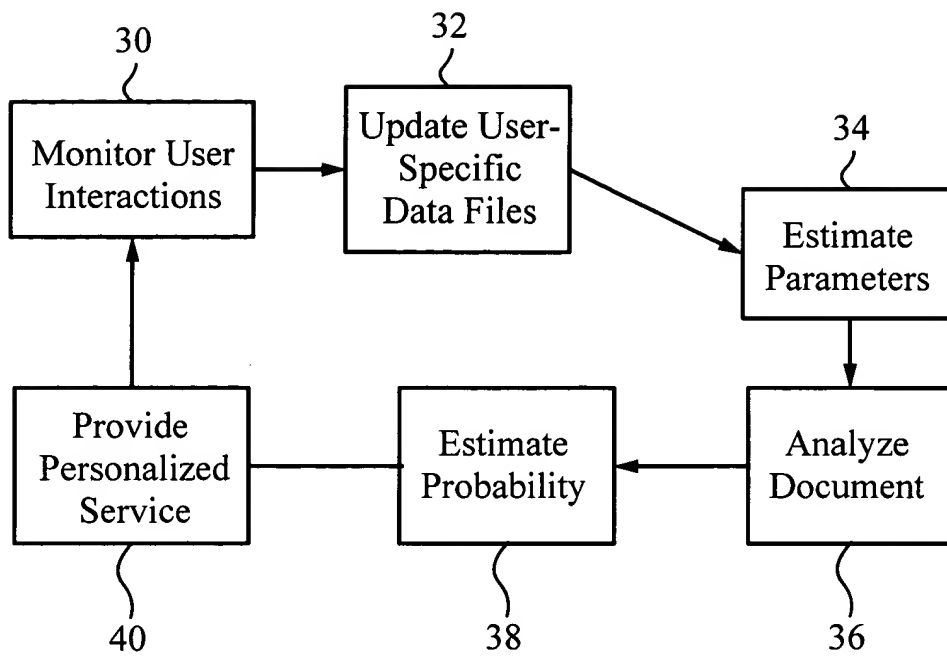 30
Monitor User
Interactions
32
Update User-
Specific
Data Files
34
Estimate
Parameters
Provide
Personalized
Service
40
Estimate
Probability
38
Analyze
Document
36